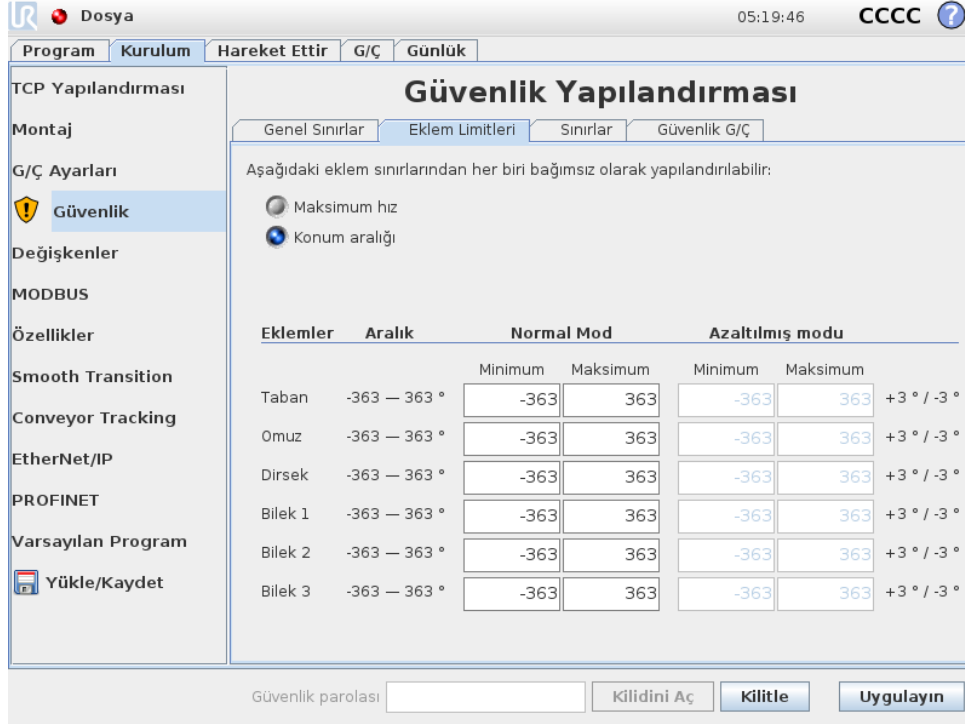 UR Dosya 05:19:46 CCCC ?
Program Kurulum Hareket Ettir G/Ç Günlük
TCP Yapılandırması
Montaj
G/Ç Ayarları
Güvenlik
Değişkenler
MODBUS
Özellikler
Smooth Transition
Conveyor Tracking
EtherNet/IP
PROFINET
Varsayılan Program
Yükle/Kaydet
Güvenlik Yapılandırması
Genel Sınırlar Eklem Limitleri Sınırlar Güvenlik G/Ç
Aşağıdaki eklem sınırlarından her biri bağımsız olarak yapılandırılabilir:
Maksimum hız
Konum aralığı
Eklemler Aralık Normal Mod Azaltılmış modu
Minimum Maksimum Minimum Maksimum
Taban -363 — 363 ° -363 363 -363 363 +3 ° / -3 °
Omuz -363 — 363 ° -363 363 -363 363 +3 ° / -3 °
Dirsek -363 — 363 ° -363 363 -363 363 +3 ° / -3 °
Bilek 1 -363 — 363 ° -363 363 -363 363 +3 ° / -3 °
Bilek 2 -363 — 363 ° -363 363 -363 363 +3 ° / -3 °
Bilek 3 -363 — 363 ° -363 363 -363 363 +3 ° / -3 °
Güvenlik parolası Kilidini Aç Kilitle Uygulayın